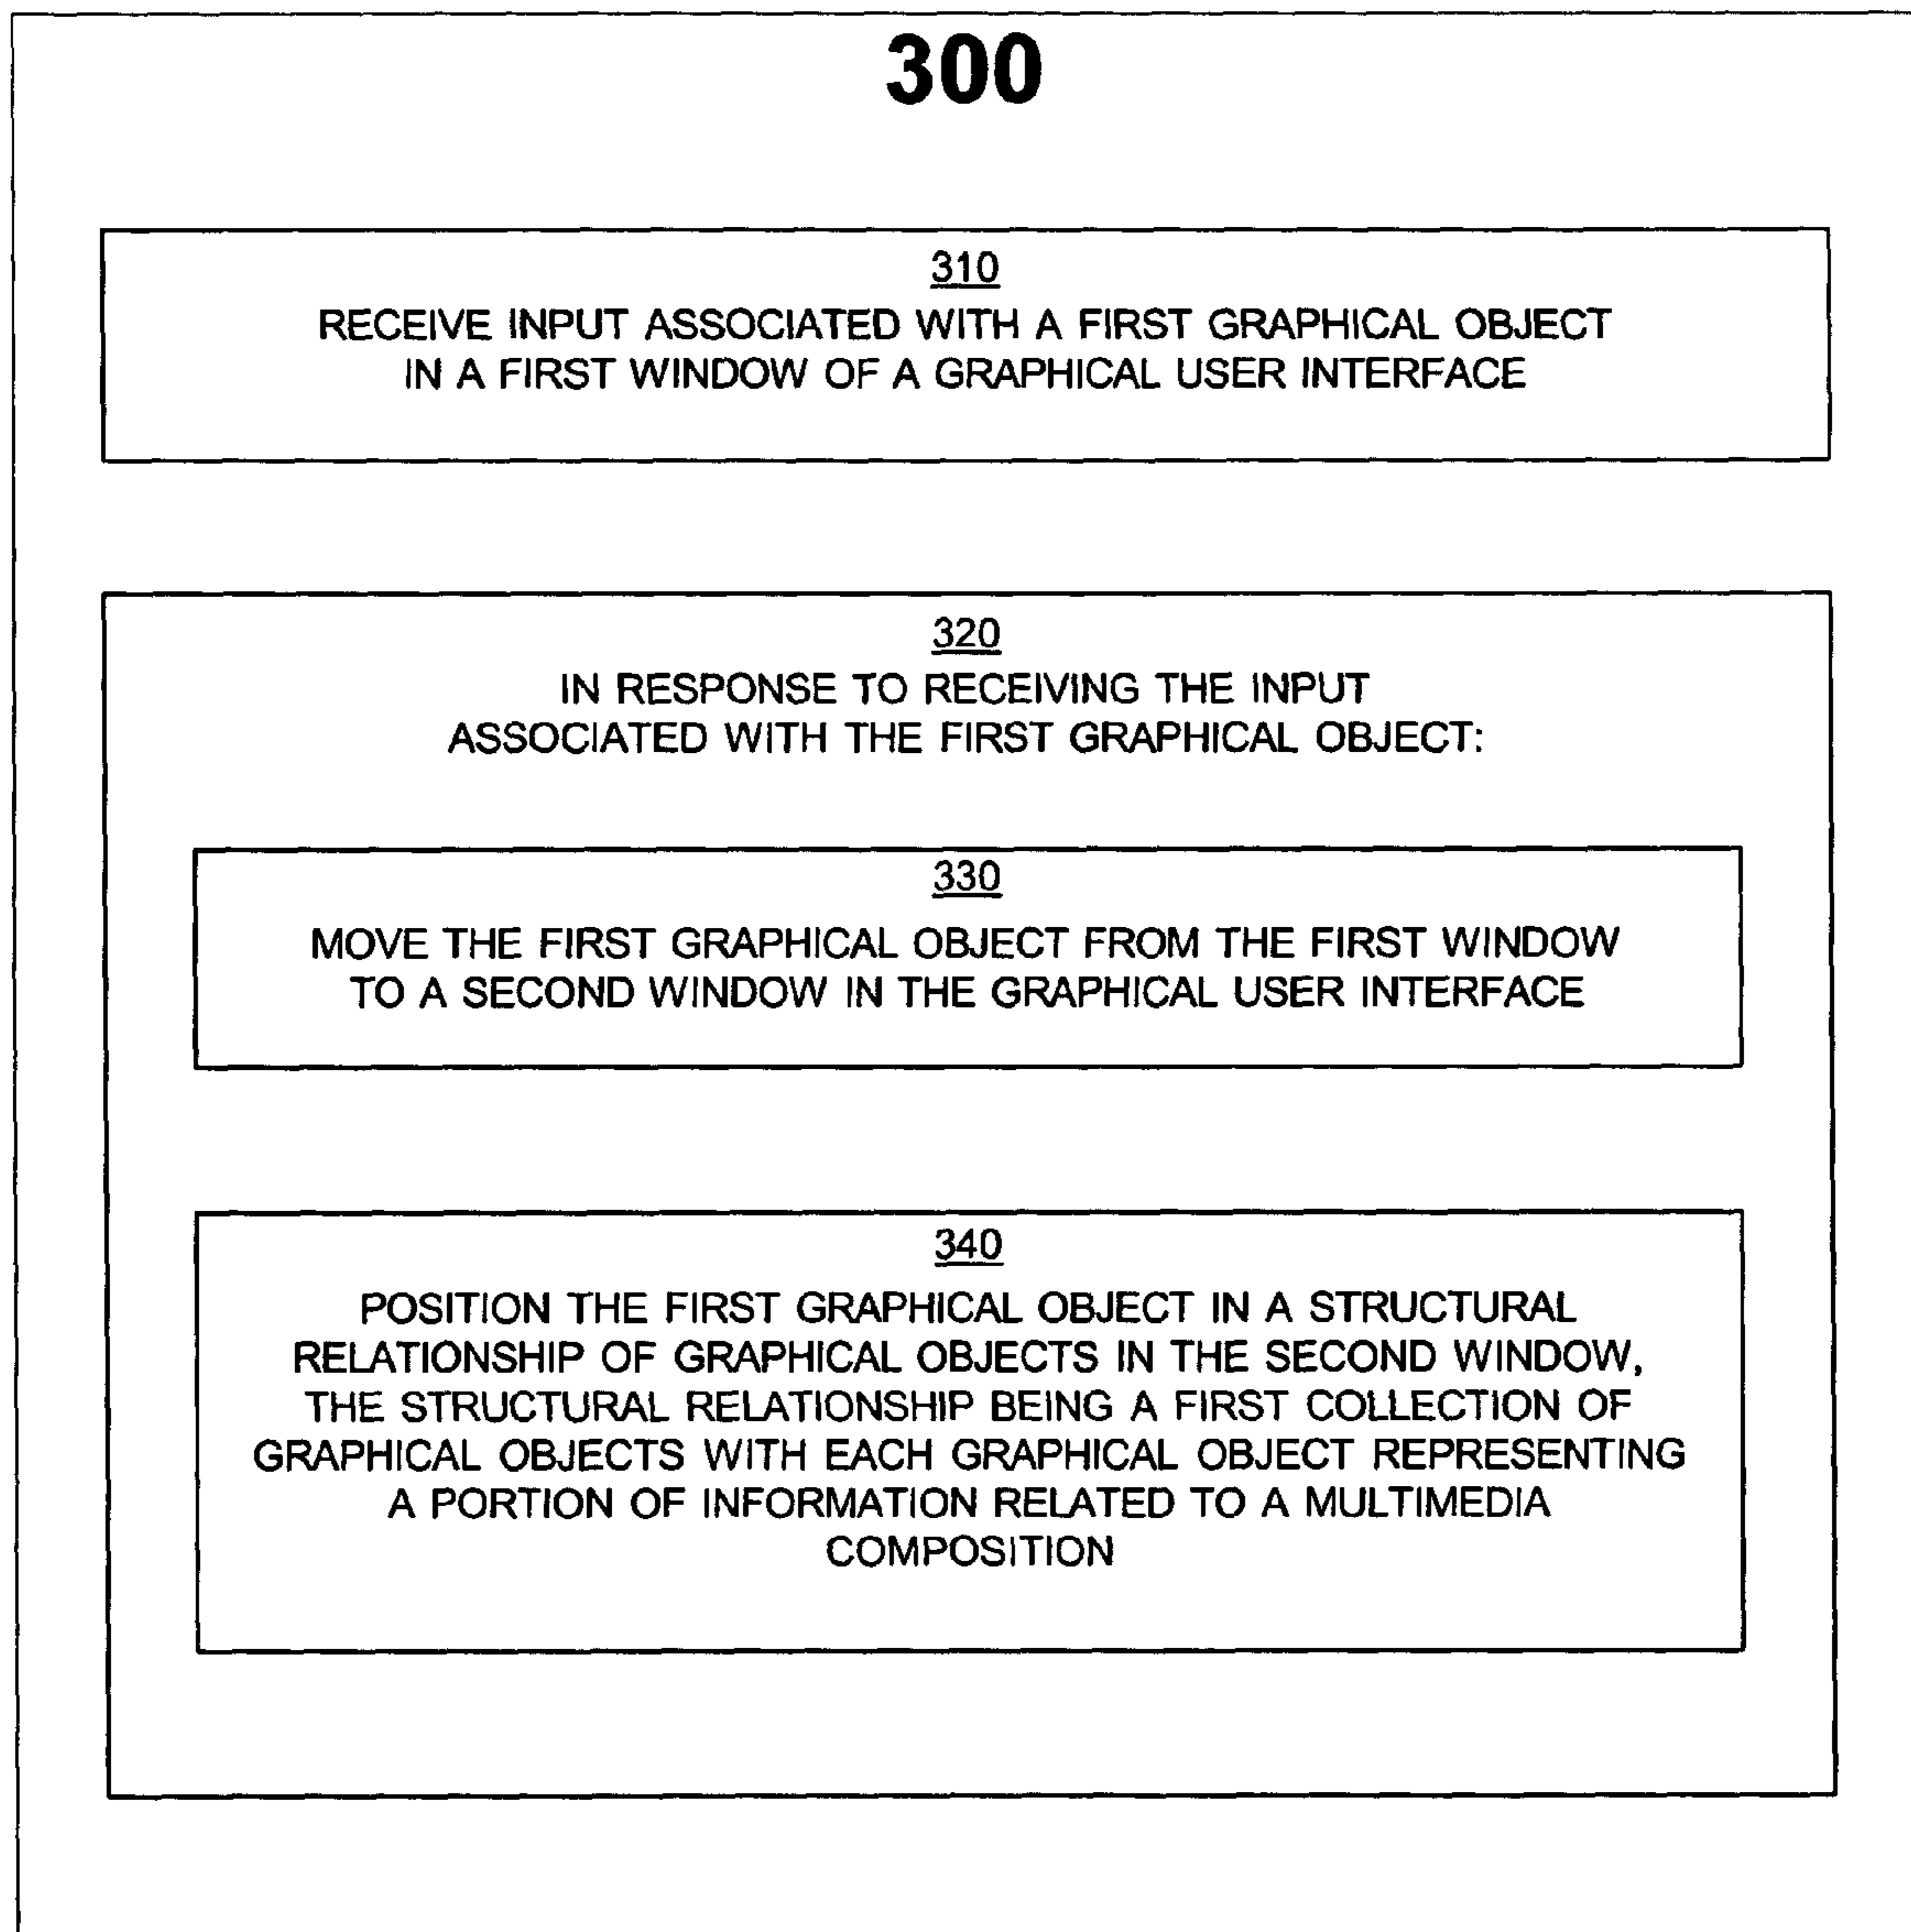 300
310
RECEIVE INPUT ASSOCIATED WITH A FIRST GRAPHICAL OBJECT
IN A FIRST WINDOW OF A GRAPHICAL USER INTERFACE
320
IN RESPONSE TO RECEIVING THE INPUT
ASSOCIATED WITH THE FIRST GRAPHICAL OBJECT:
330
MOVE THE FIRST GRAPHICAL OBJECT FROM THE FIRST WINDOW
TO A SECOND WINDOW IN THE GRAPHICAL USER INTERFACE
340
POSITION THE FIRST GRAPHICAL OBJECT IN A STRUCTURAL
RELATIONSHIP OF GRAPHICAL OBJECTS IN THE SECOND WINDOW,
THE STRUCTURAL RELATIONSHIP BEING A FIRST COLLECTION OF
GRAPHICAL OBJECTS WITH EACH GRAPHICAL OBJECT REPRESENTING
A PORTION OF INFORMATION RELATED TO A MULTIMEDIA
COMPOSITION